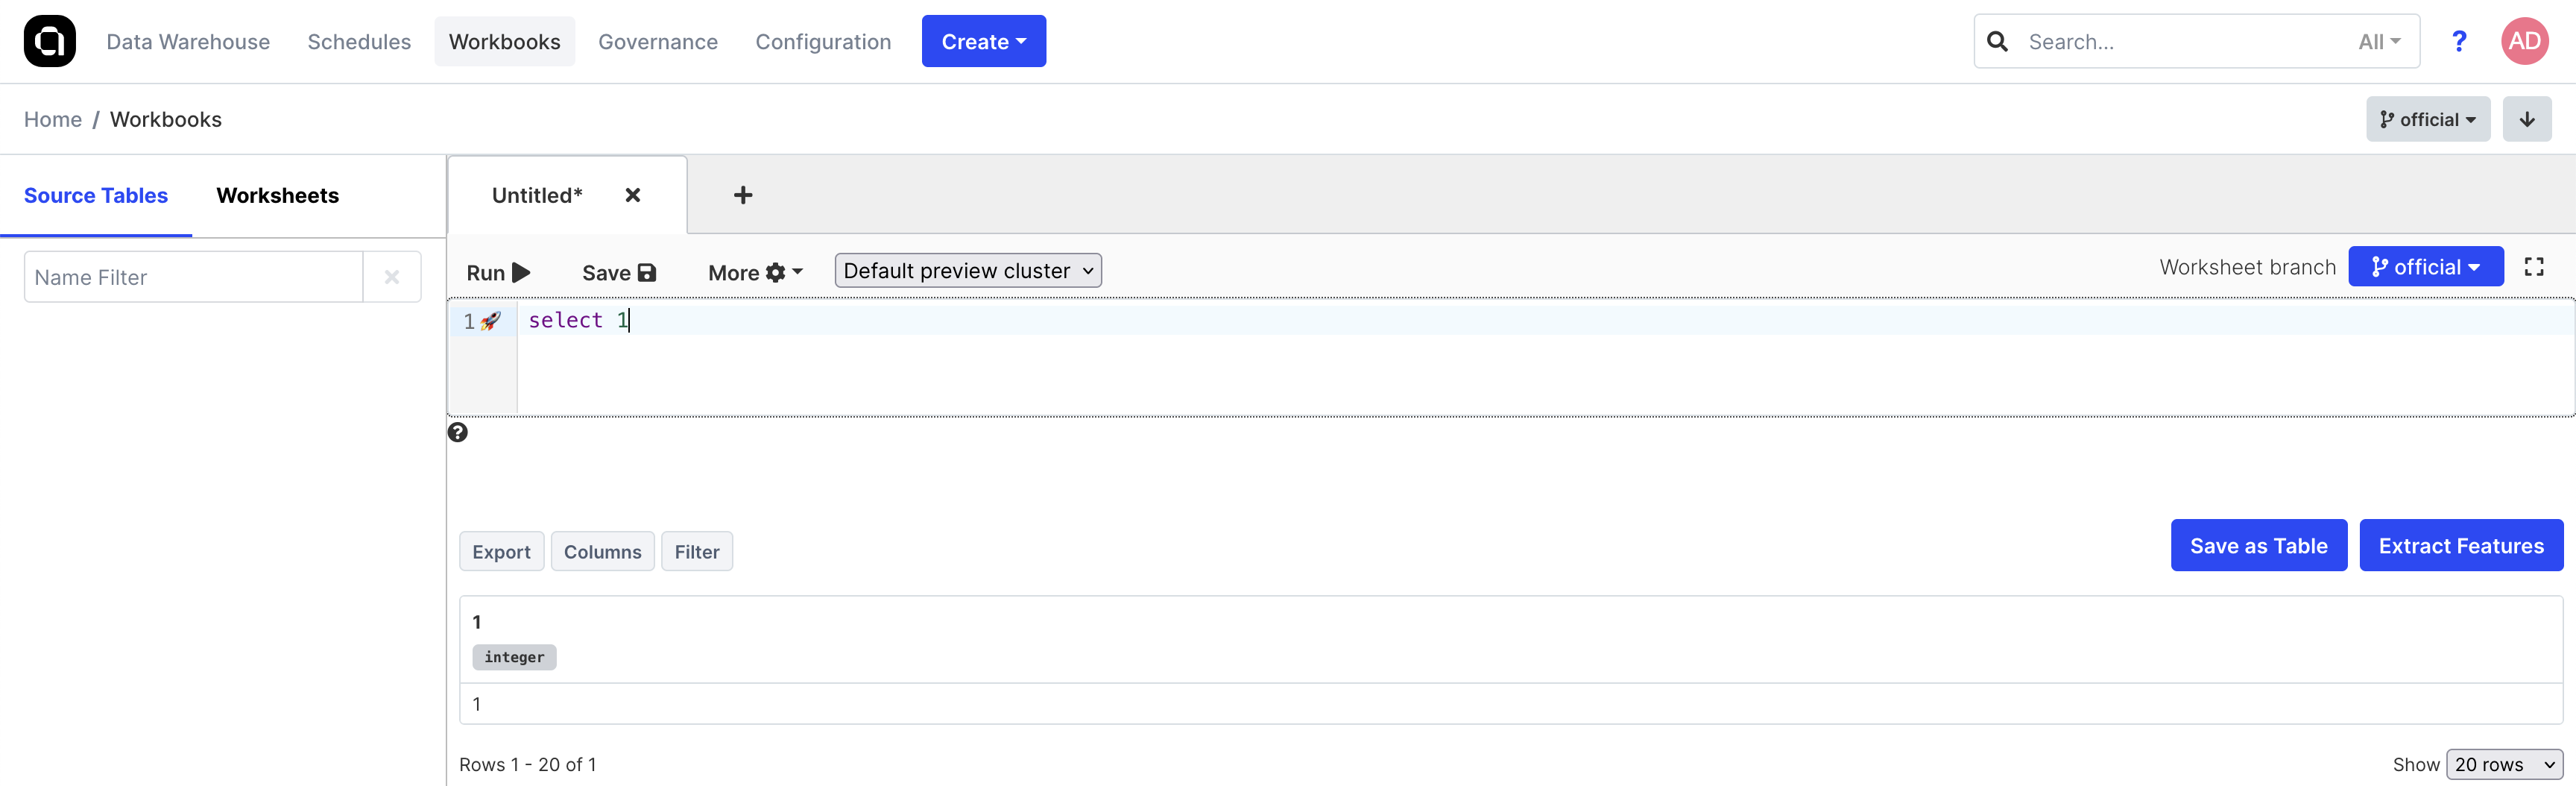 Data Warehouse Schedules Workbooks Governance Configuration Create Search... All ? AD
Home / Workbooks official
Source Tables Worksheets Untitled* +
Name Filter
Run Save More Default preview cluster Worksheet branch official
1 select 1
?
Export Columns Filter Save as Table Extract Features
1
integer
1
Rows 1 - 20 of 1 Show 20 rows